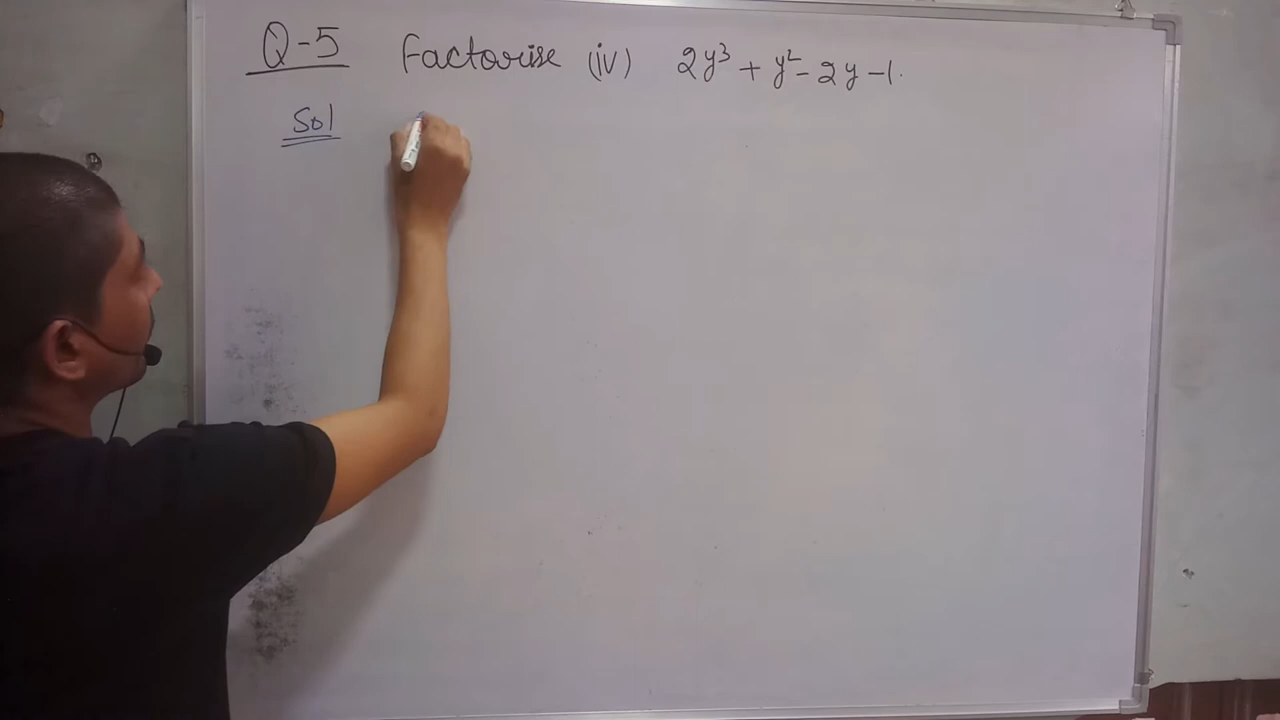 Q-5 Factorise (iv) 2y³ + y² - 2y - 1.
Sol